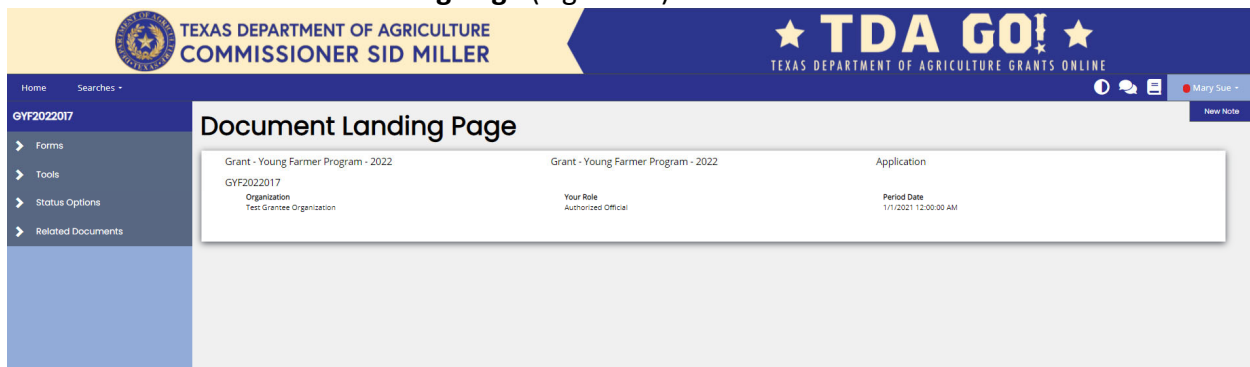 TEXAS DEPARTMENT OF AGRICULTURE
COMMISSIONER SID MILLER
TDA GO!
TEXAS DEPARTMENT OF AGRICULTURE GRANTS ONLINE
Home Searches
Mary Sue
New Note
GYF2022017
Forms
Tools
Status Options
Related Documents
Document Landing Page
Grant - Young Farmer Program - 2022 Grant - Young Farmer Program - 2022 Application
GYF2022017
Organization Your Role Period Date
Test Grantee Organization Authorized Official 1/1/2021 12:00:00 AM